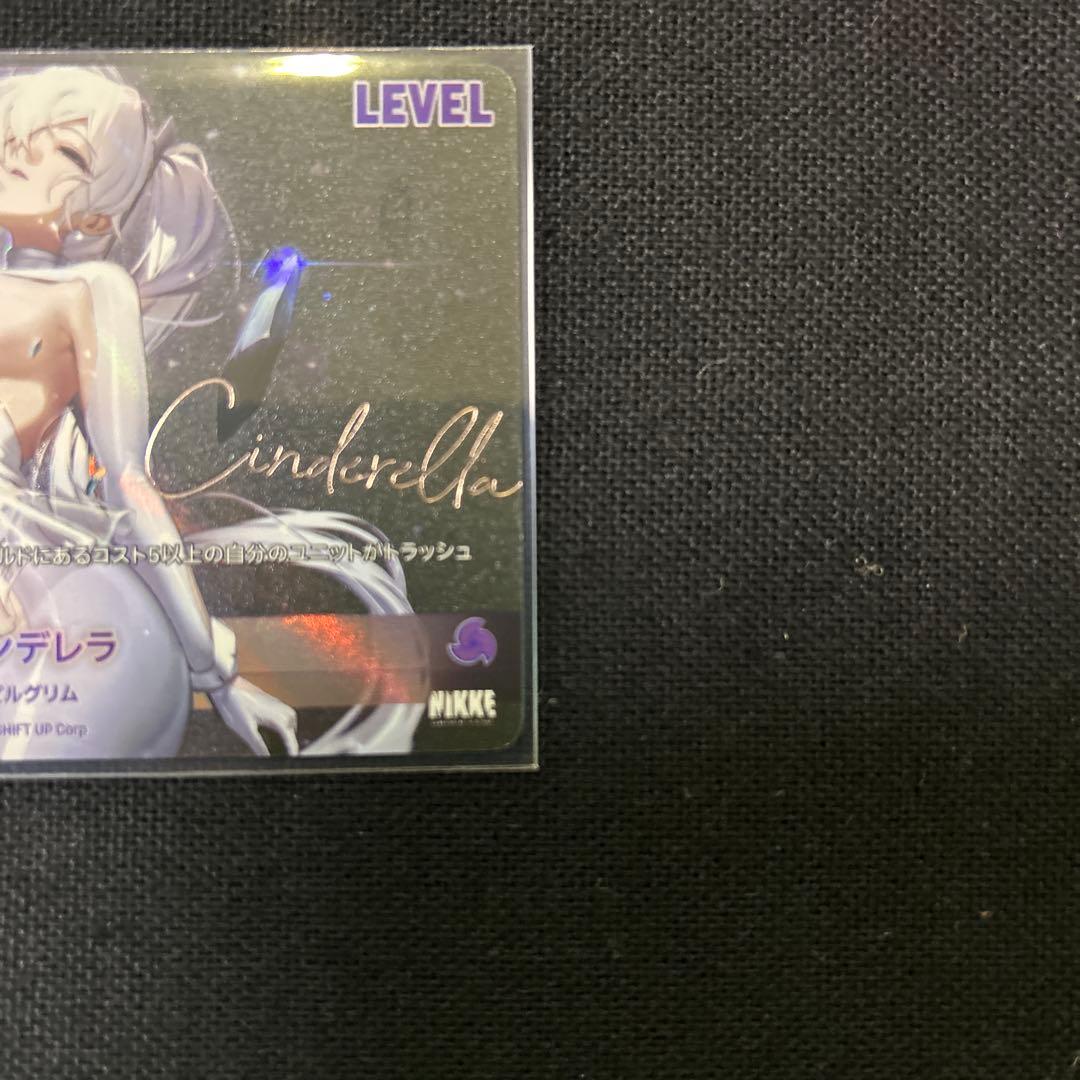 LEVEL
Cinderella
ルドにあるコスト5以上の自分のユニットがトラッシュ
ンデレラ
ピルグリム
SHIFT UP Corp
NIKKE